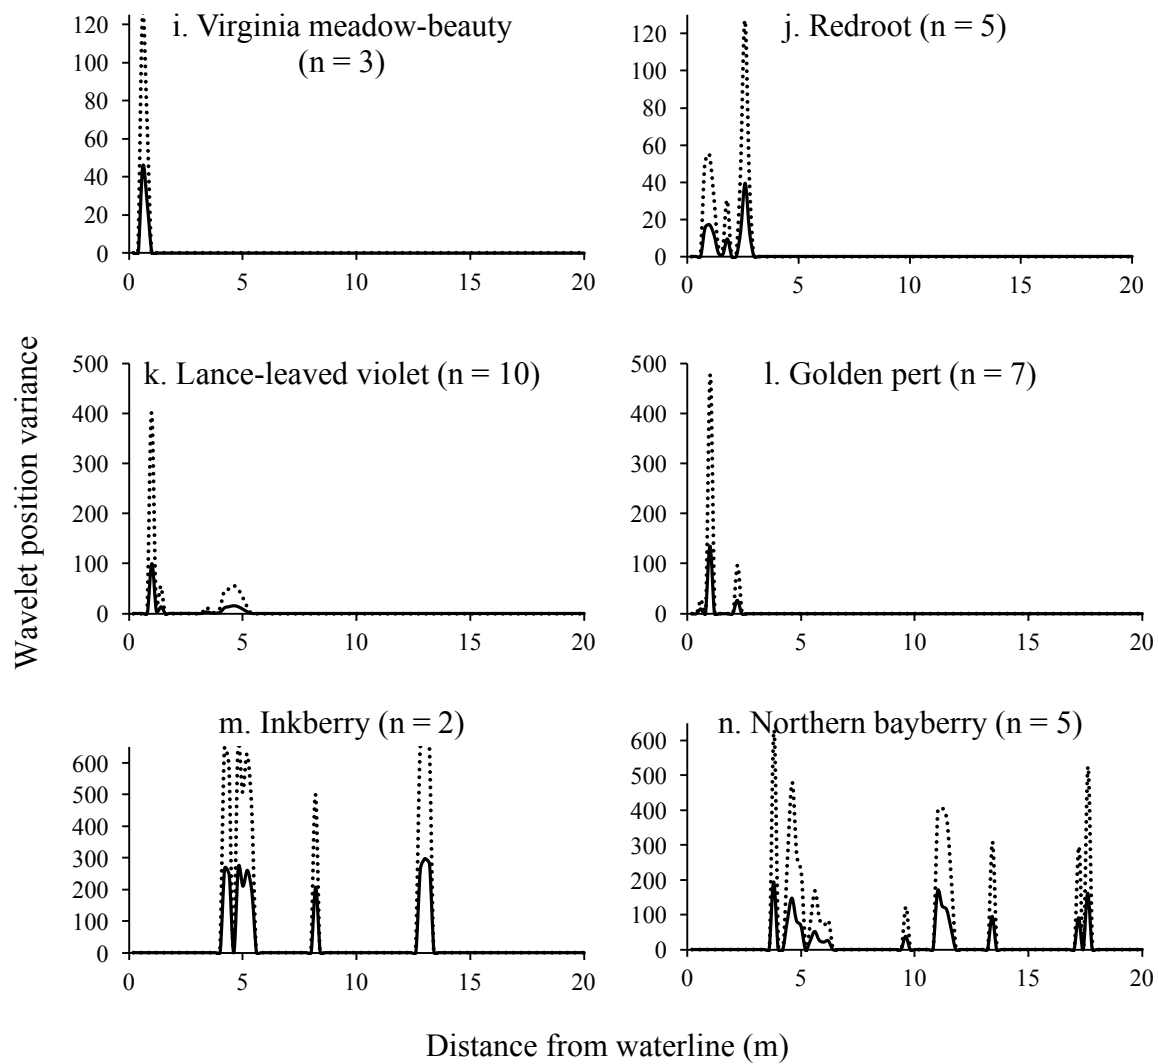 i. Virginia meadow-beauty
(n = 3)
120
100
80
60
40
20
0
0 5 10 15 20
j. Redroot (n = 5)
120
100
80
60
40
20
0
0 5 10 15 20
Wavelet position variance
k. Lance-leaved violet (n = 10)
500
400
300
200
100
0
0 5 10 15 20
l. Golden pert (n = 7)
500
400
300
200
100
0
0 5 10 15 20
m. Inkberry (n = 2)
600
500
400
300
200
100
0
0 5 10 15 20
n. Northern bayberry (n = 5)
600
500
400
300
200
100
0
0 5 10 15 20
Distance from waterline (m)